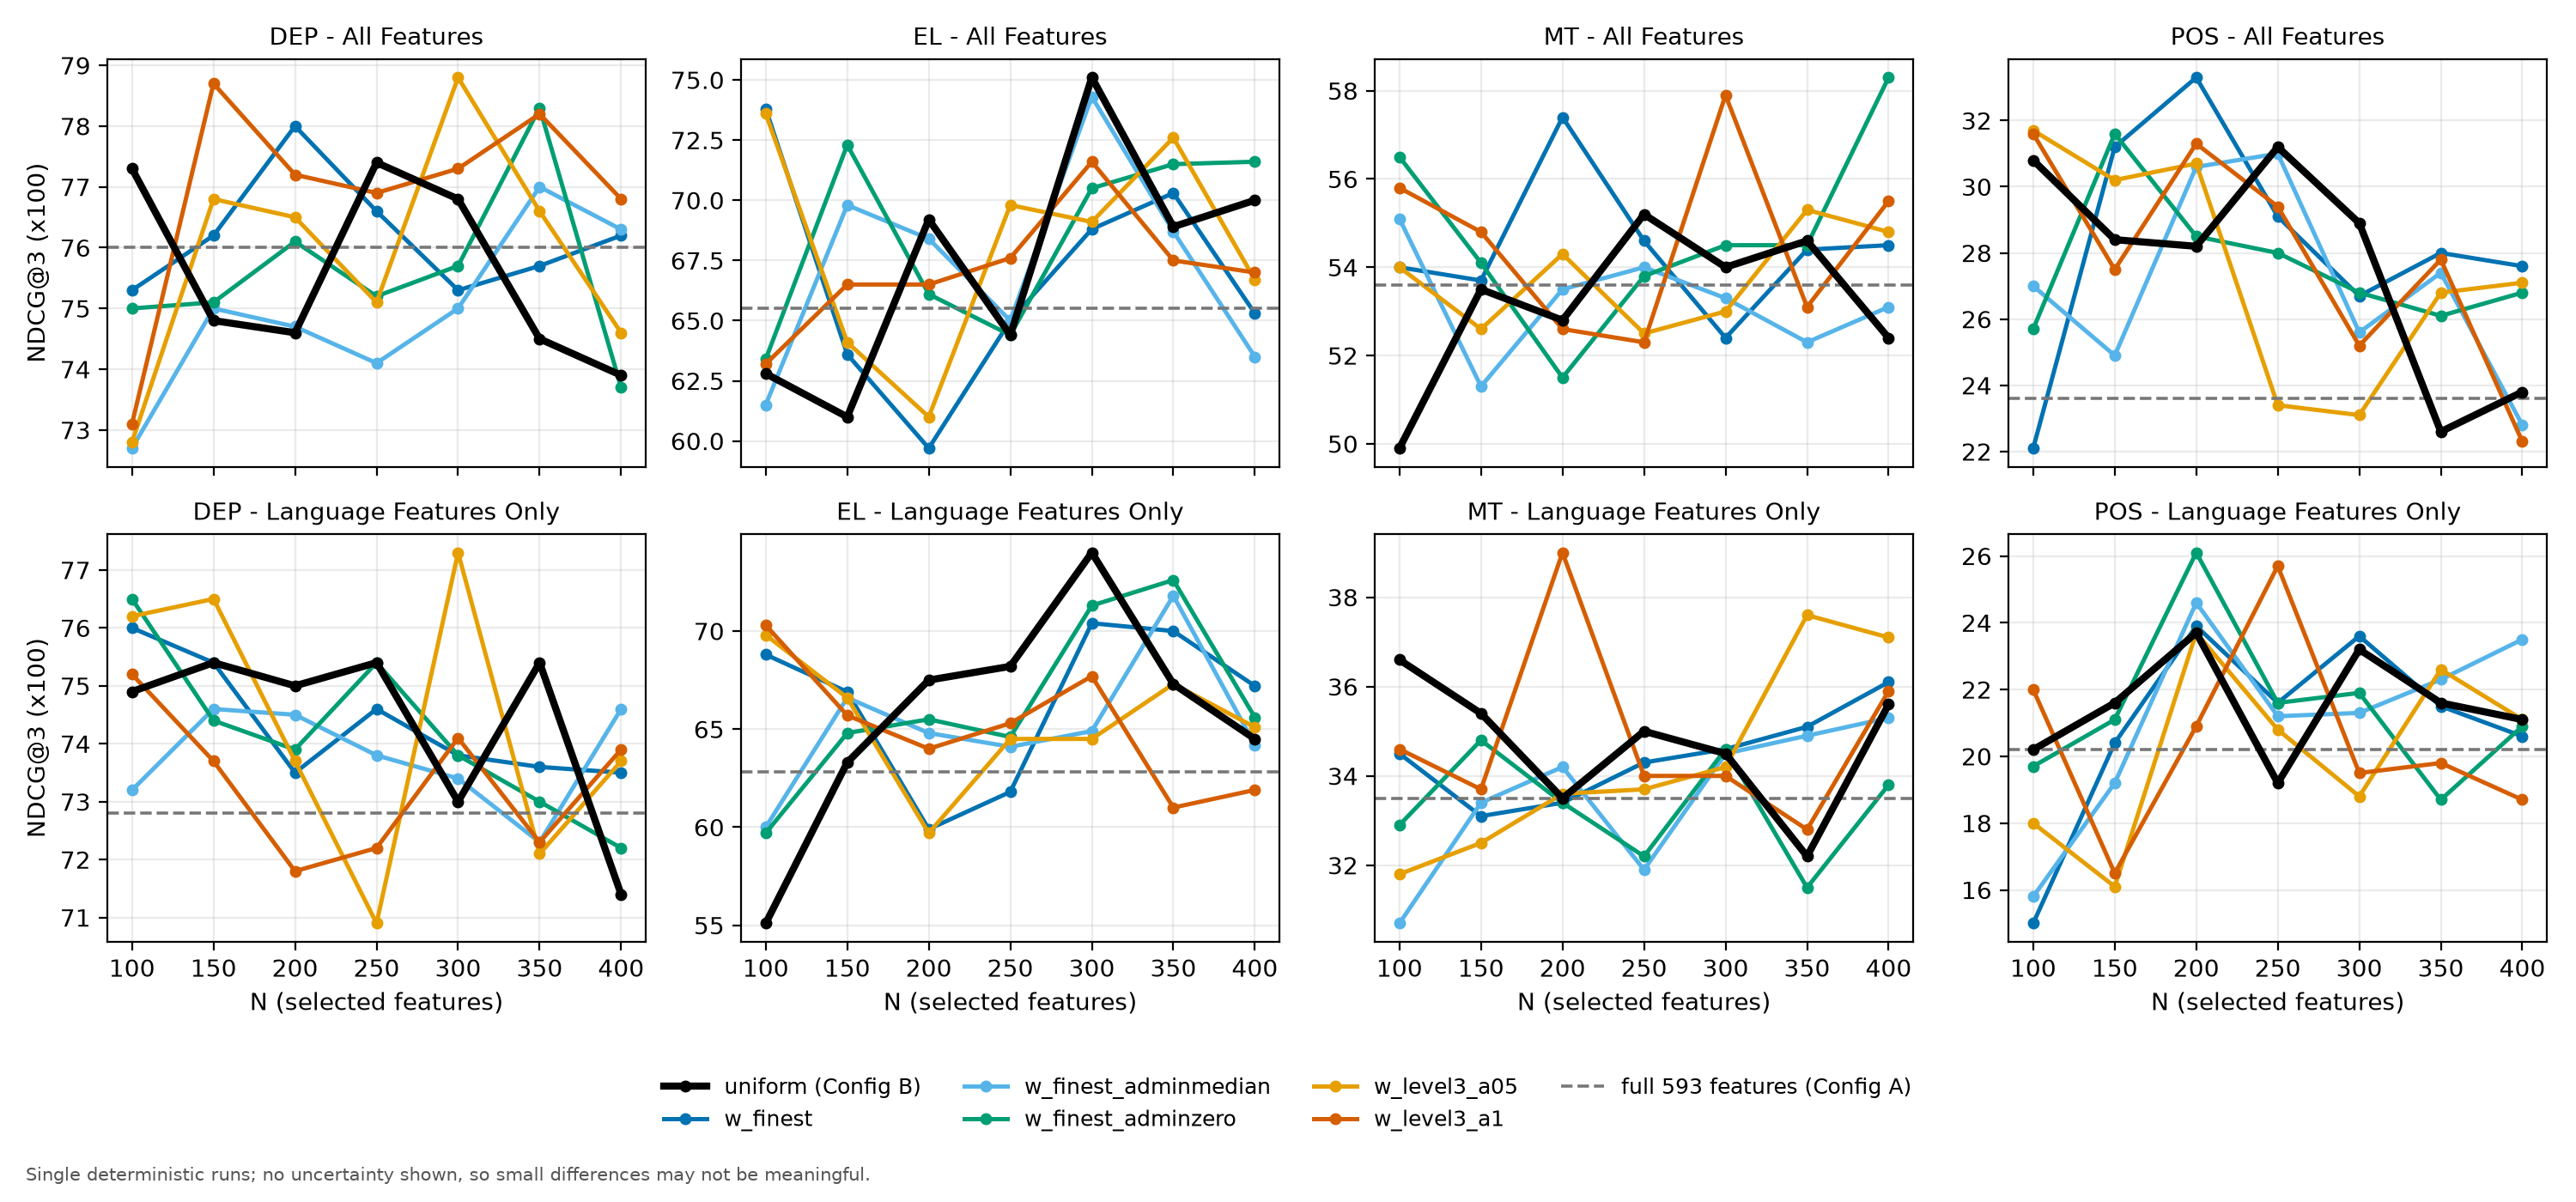 DEP - All Features
EL - All Features
MT - All Features
POS - All Features
NDCG@3 (x100)
79
78
77
76
75
74
73
75.0
72.5
70.0
67.5
65.0
62.5
60.0
58
56
54
52
50
32
30
28
26
24
22
DEP - Language Features Only
EL - Language Features Only
MT - Language Features Only
POS - Language Features Only
NDCG@3 (x100)
77
76
75
74
73
72
71
70
65
60
55
38
36
34
32
26
24
22
20
18
16
100 150 200 250 300 350 400
100 150 200 250 300 350 400
100 150 200 250 300 350 400
100 150 200 250 300 350 400
N (selected features)
N (selected features)
N (selected features)
N (selected features)
uniform (Config B)
w_finest
w_finest_adminmedian
w_finest_adminzero
w_level3_a05
w_level3_a1
full 593 features (Config A)
Single deterministic runs; no uncertainty shown, so small differences may not be meaningful.